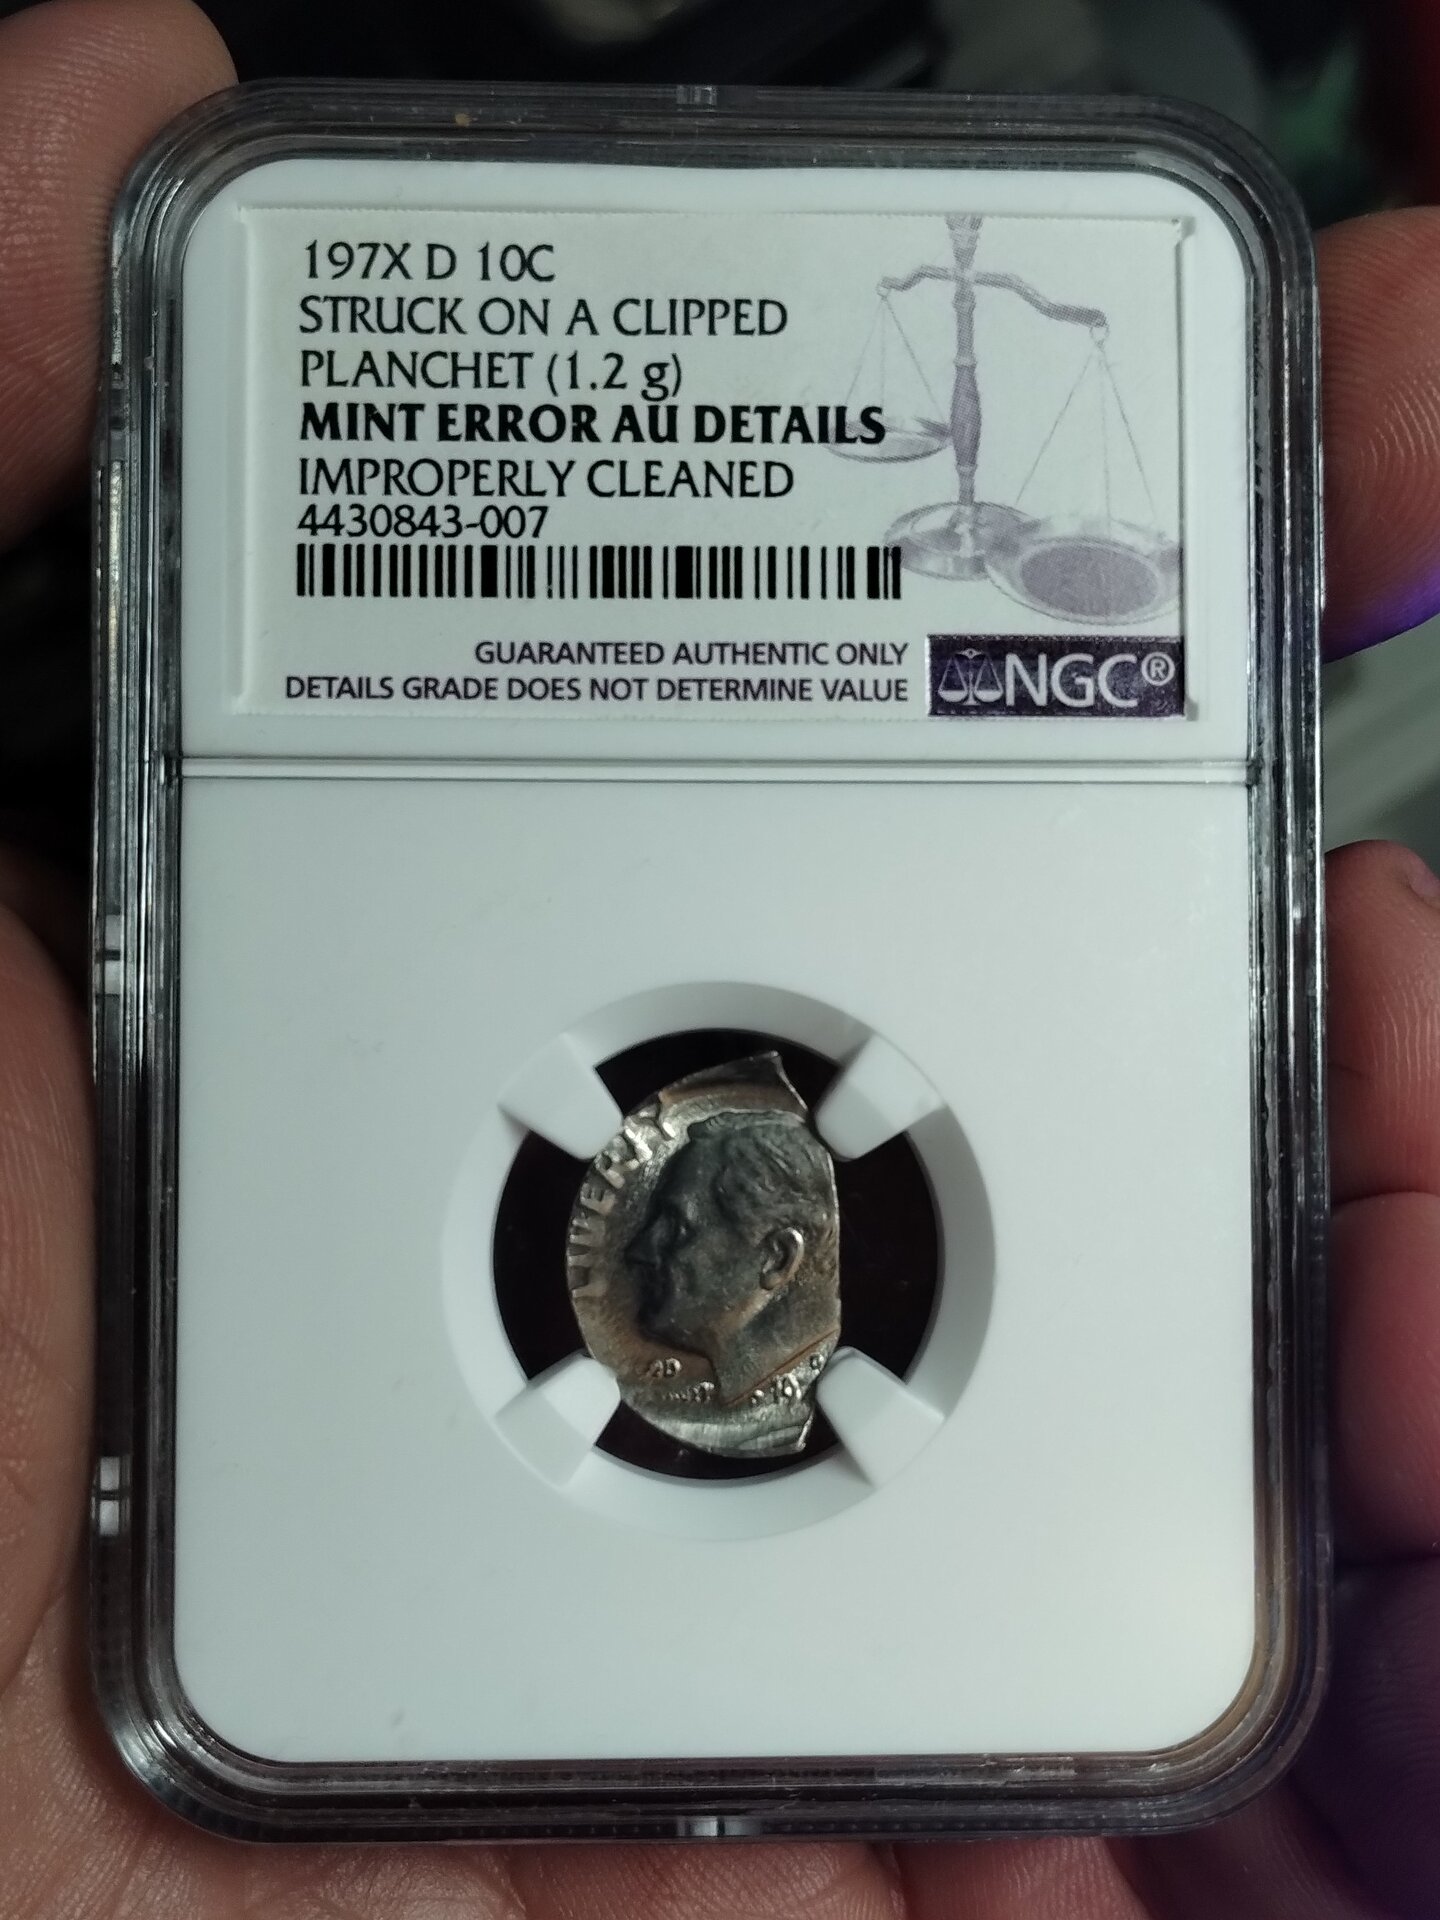 197X D 10C
STRUCK ON A CLIPPED
PLANCHET (1.2 g)
MINT ERROR AU DETAILS
IMPROPERLY CLEANED
4430843-007
GUARANTEED AUTHENTIC ONLY
DETAILS GRADE DOES NOT DETERMINE VALUE
NGC®
LIBERTY